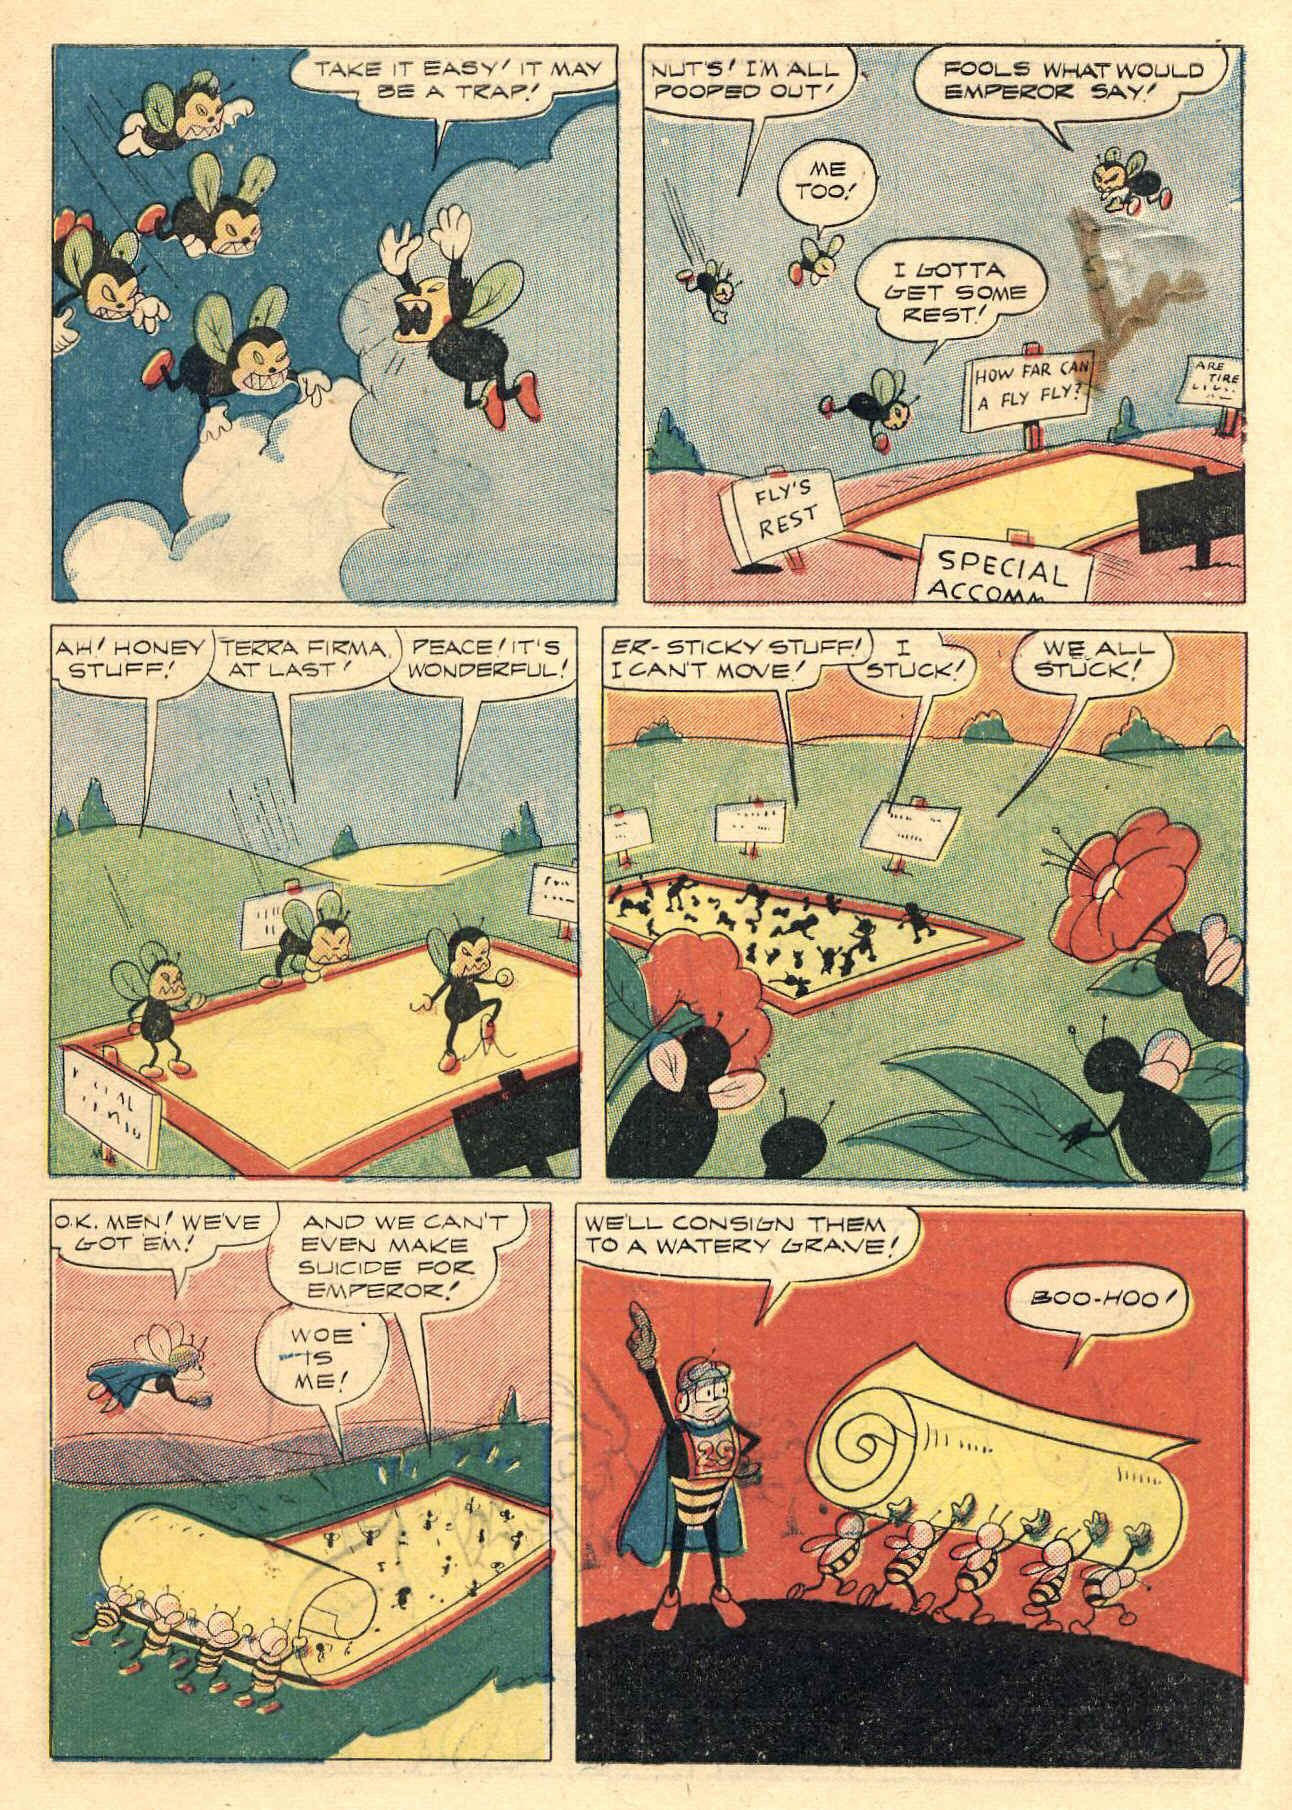 TAKE IT EASY! IT MAY
BE A TRAP!
NUT'S! I'M ALL
POOPED OUT!
FOOLS WHAT WOULD
EMPEROR SAY!
ME
TOO!
I GOTTA
GET SOME
REST!
HOW FAR CAN
A FLY FLY?
ARE
TIRE
FLY'S
REST
SPECIAL
ACCOMM
AH! HONEY
STUFF!
TERRA FIRMA,
AT LAST!
PEACE! IT'S
WONDERFUL!
ER- STICKY STUFF!
I CAN'T MOVE!
I
STUCK!
WE ALL
STUCK!
O.K. MEN! WE'VE
GOT 'EM!
AND WE CAN'T
EVEN MAKE
SUICIDE FOR
EMPEROR!
WOE
IS
ME!
WE'LL CONSIGN THEM
TO A WATERY GRAVE!
BOO-HOO!